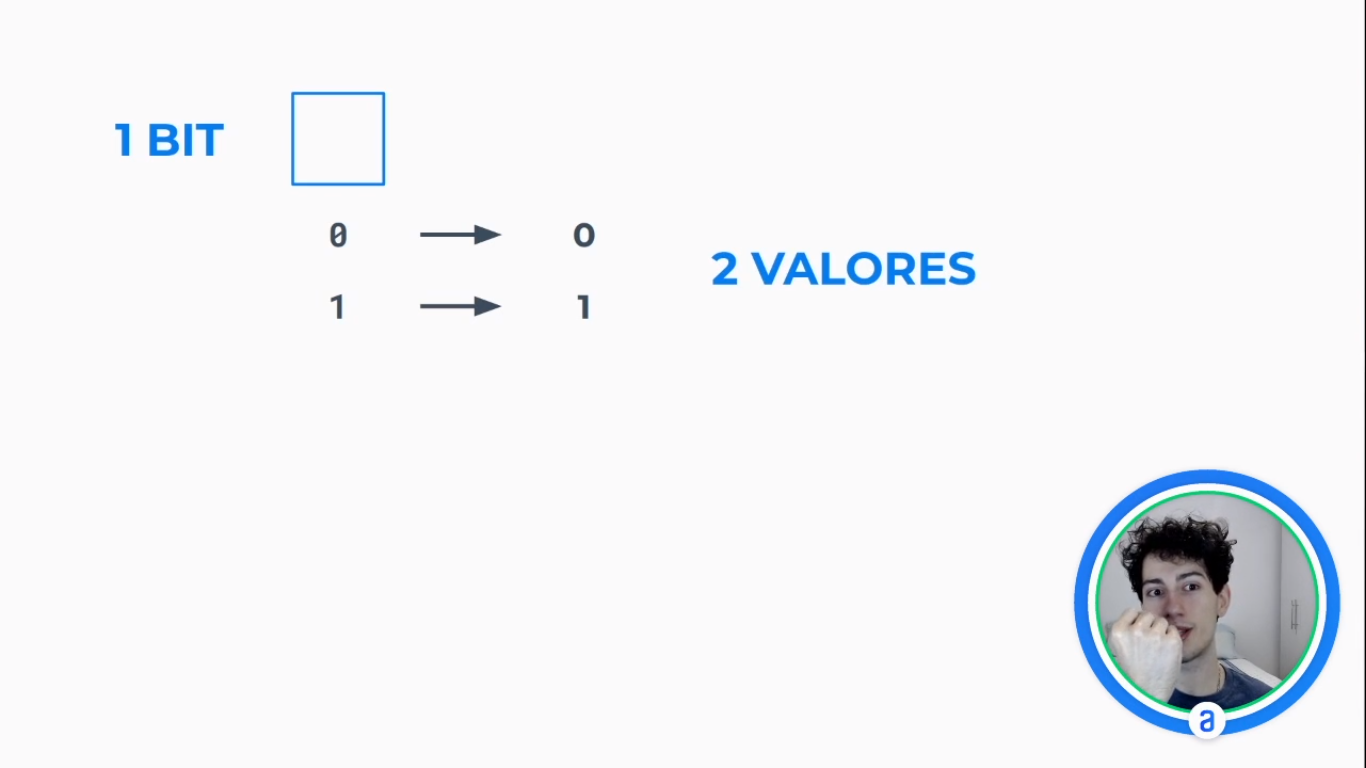 1 BIT
0 → 0
1 → 1
2 VALORES
a